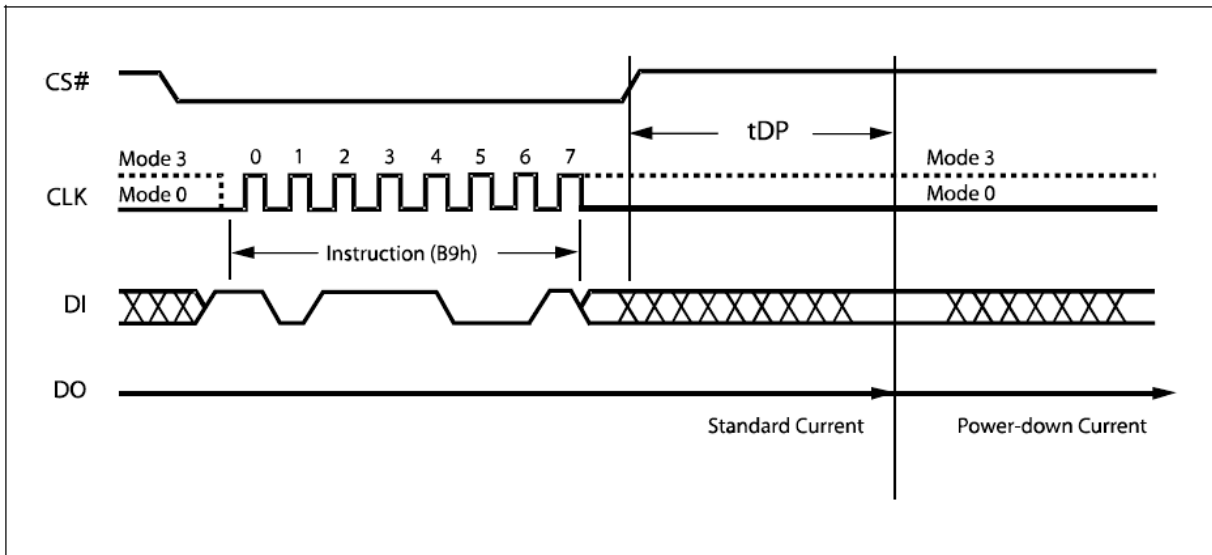 CS#
tDP
Mode 3
0 1 2 3 4 5 6 7
Mode 3
CLK
Mode 0
Mode 0
Instruction (B9h)
DI
DO
Standard Current
Power-down Current